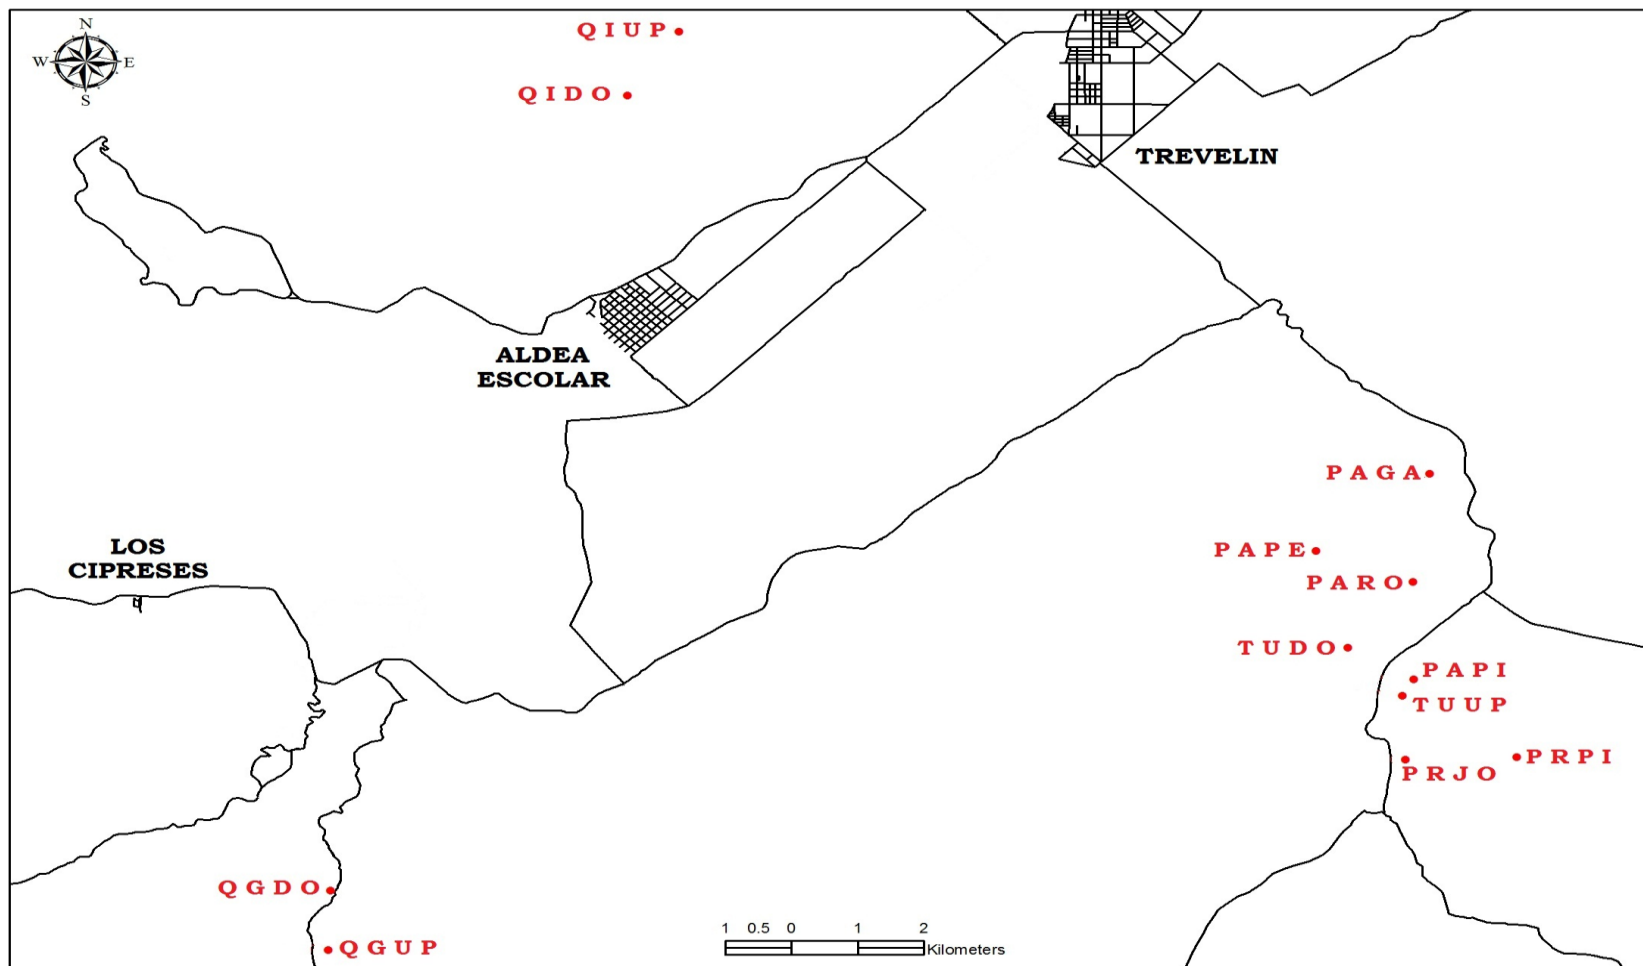 N
W E
S
QIUP
QIDO
TREVELIN
ALDEA
ESCOLAR
PAGA
LOS
CIPRESES
PAPE
PARO
TUDO
PAPI
TUUP
PRPI
PRJO
QGDO
QGUP
1 0.5 0 1 2
Kilometers